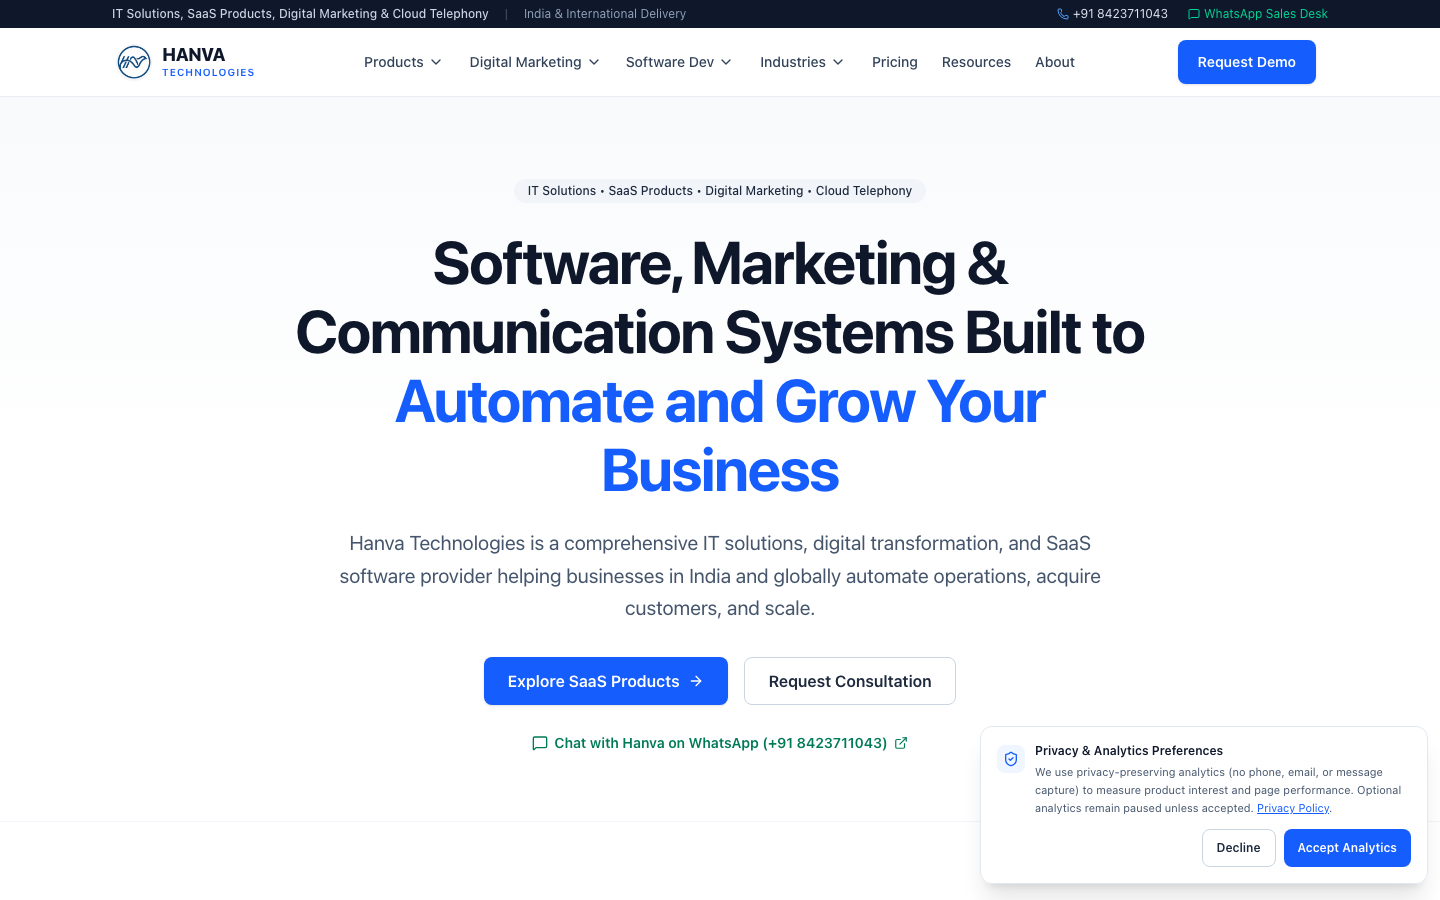 IT Solutions, SaaS Products, Digital Marketing & Cloud Telephony | India & International Delivery
+91 8423711043
WhatsApp Sales Desk
HANVA
TECHNOLOGIES
Products
Digital Marketing
Software Dev
Industries
Pricing
Resources
About
Request Demo
IT Solutions • SaaS Products • Digital Marketing • Cloud Telephony
Software, Marketing &
Communication Systems Built to
Automate and Grow Your
Business
Hanva Technologies is a comprehensive IT solutions, digital transformation, and SaaS
software provider helping businesses in India and globally automate operations, acquire
customers, and scale.
Explore SaaS Products
Request Consultation
Chat with Hanva on WhatsApp (+91 8423711043)
Privacy & Analytics Preferences
We use privacy-preserving analytics (no phone, email, or message
capture) to measure product interest and page performance. Optional
analytics remain paused unless accepted. Privacy Policy.
Decline
Accept Analytics